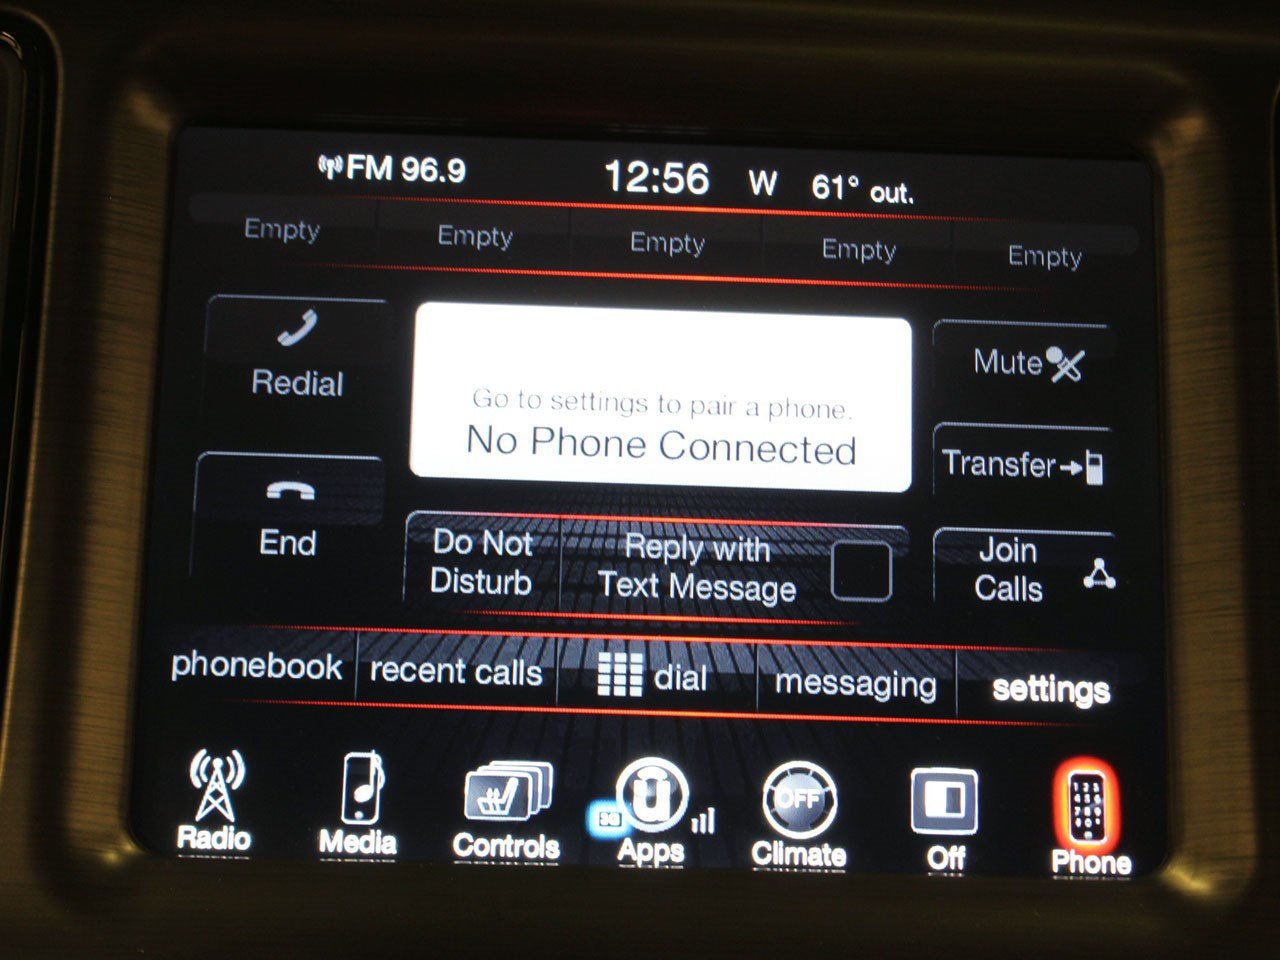 FM 96.9 12:56 W 61° out.
Empty Empty Empty Empty Empty
Redial
Go to settings to pair a phone.
No Phone Connected
Mute
Transfer
End
Do Not
Disturb
Reply with
Text Message
Join
Calls
phonebook recent calls dial messaging settings
OFF
3G
Radio Media Controls Apps Climate Off Phone